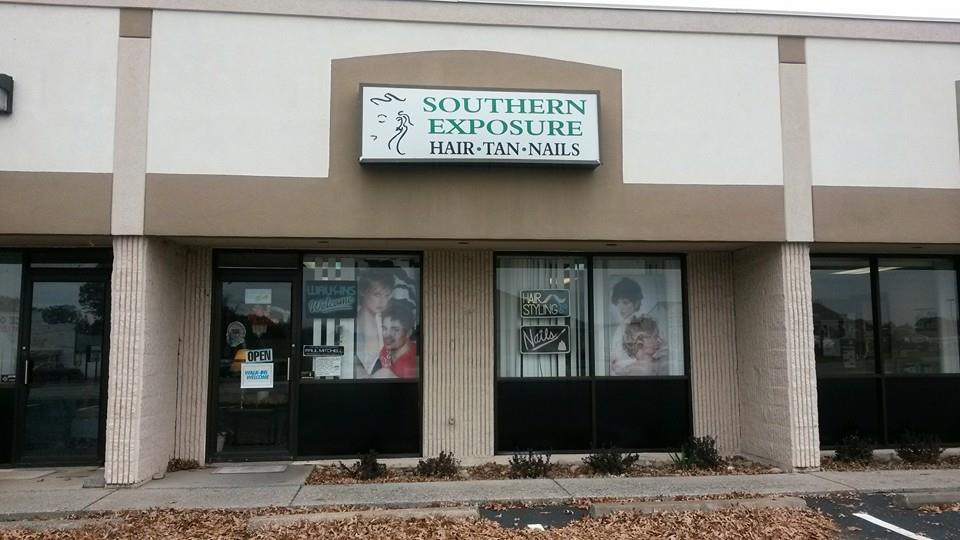 SOUTHERN
EXPOSURE
HAIR • TAN • NAILS
WALK-INS
Welcome
HAIR
STYLING
Nails
PAUL MITCHELL
OPEN
WALK-INS
WELCOME